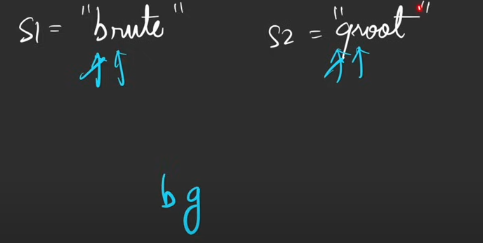 S1 = "brute"
S2 = "groot"
bg